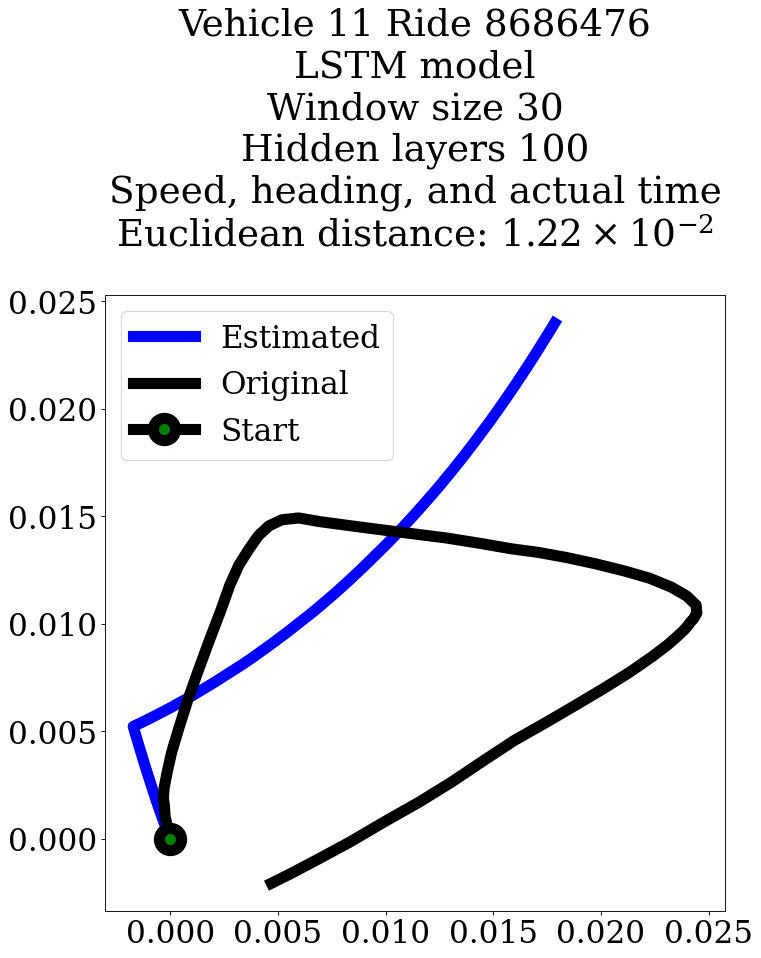 Vehicle 11 Ride 8686476
LSTM model
Window size 30
Hidden layers 100
Speed, heading, and actual time
Euclidean distance: 1.22 × 10⁻²
0.025
Estimated
Original
Start
0.020
0.015
0.010
0.005
0.000
0.000 0.005 0.010 0.015 0.020 0.025